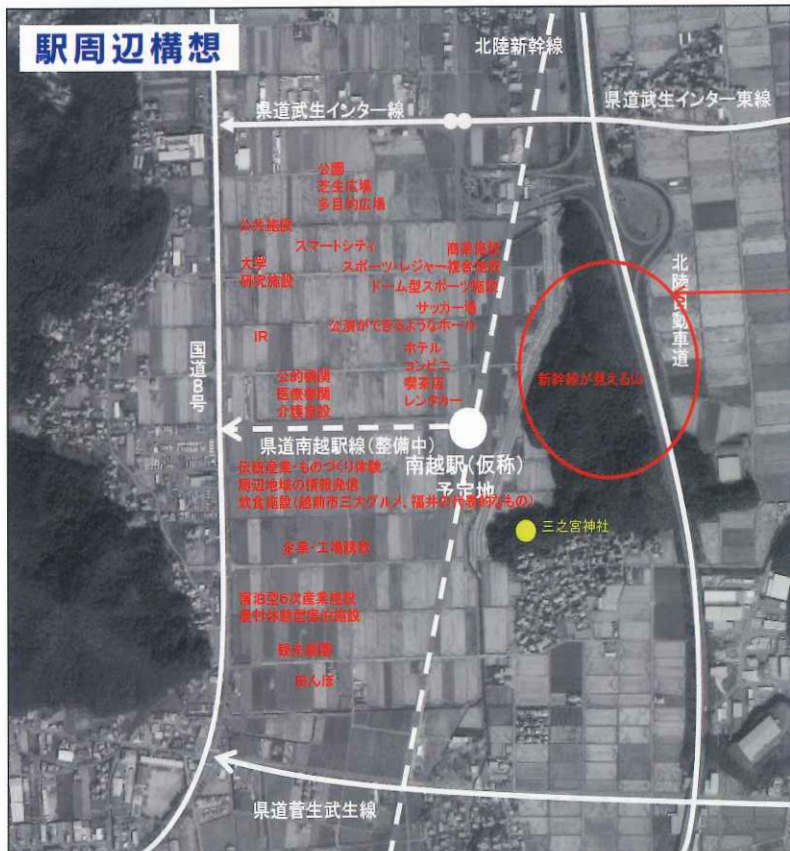 駅周辺構想
北陸新幹線
県道武生インター線
県道武生インター東線
公園
芝生広場
多目的広場
公共施設
スマートシティ
商業施設
大学
研究施設
スポーツ・レジャー複合施設
ドーム型スポーツ施設
サッカー場
公演ができるようなホール
IR
ホテル
コンビニ
喫茶店
レンタカー
公的機関
医療機関
介護施設
新幹線が見える山
北陸自動車道
国道8号
県道南越駅線(整備中)
南越駅(仮称)
予定地
伝統産業・ものづくり体験
周辺地域の情報発信
飲食施設(越前市三大グルメ、福井の代表的なもの)
三之宮神社
企業・工場誘致
宿泊型6次産業施設
農村体験型宿泊施設
観光農園
田んぼ
県道菅生武生線